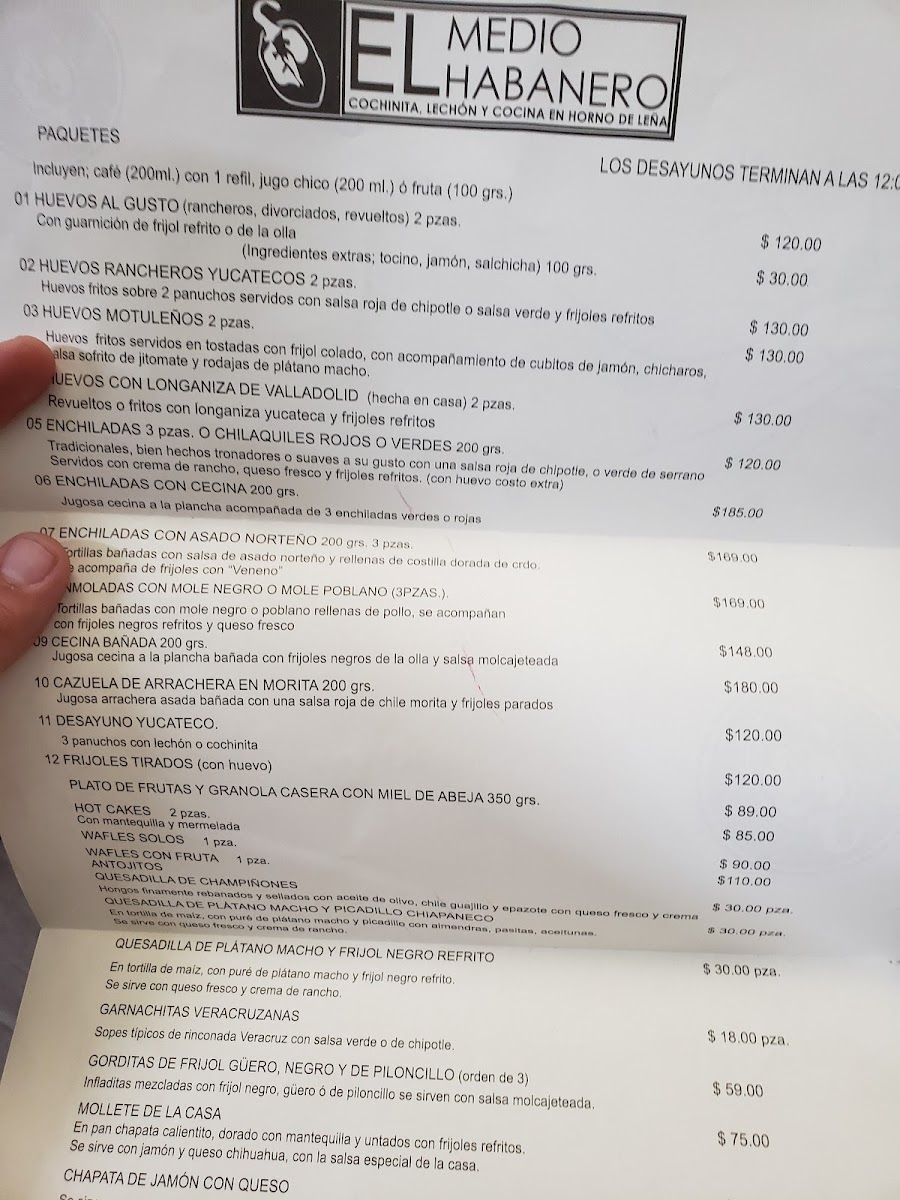 EL MEDIO HABANERO
COCHINITA, LECHÓN Y COCINA EN HORNO DE LEÑA
PAQUETES
LOS DESAYUNOS TERMINAN A LAS
Incluyen; café (200ml.) con 1 refil, jugo chico (200 ml.) ó fruta (100 grs.)
01 HUEVOS AL GUSTO (rancheros, divorciados, revueltos) 2 pzas. $ 120.00
Con guarnición de frijol refrito o de la olla
(Ingredientes extras; tocino, jamón, salchicha) 100 grs. $ 30.00
02 HUEVOS RANCHEROS YUCATECOS 2 pzas. $ 130.00
Huevos fritos sobre 2 panuchos servidos con salsa roja de chipotle o salsa verde y frijoles refritos
03 HUEVOS MOTULEÑOS 2 pzas. $ 130.00
Huevos fritos servidos en tostadas con frijol colado, con acompañamiento de cubitos de jamón, chicharos,
alsa sofrito de jitomate y rodajas de plátano macho.
UEVOS CON LONGANIZA DE VALLADOLID (hecha en casa) 2 pzas. $ 130.00
Revueltos o fritos con longaniza yucateca y frijoles refritos
05 ENCHILADAS 3 pzas. O CHILAQUILES ROJOS O VERDES 200 grs. $ 120.00
Tradicionales, bien hechos tronadores o suaves a su gusto con una salsa roja de chipotle, o verde de serrano
Servidos con crema de rancho, queso fresco y frijoles refritos. (con huevo costo extra)
06 ENCHILADAS CON CECINA 200 grs. $185.00
Jugosa cecina a la plancha acompañada de 3 enchiladas verdes o rojas
07 ENCHILADAS CON ASADO NORTEÑO 200 grs. 3 pzas. $169.00
Tortillas bañadas con salsa de asado norteño y rellenas de costilla dorada de crdo.
e acompaña de frijoles con "Veneno"
NMOLADAS CON MOLE NEGRO O MOLE POBLANO (3PZAS.). $169.00
Tortillas bañadas con mole negro o poblano rellenas de pollo, se acompañan
con frijoles negros refritos y queso fresco
09 CECINA BAÑADA 200 grs. $148.00
Jugosa cecina a la plancha bañada con frijoles negros de la olla y salsa molcajeteada
10 CAZUELA DE ARRACHERA EN MORITA 200 grs. $180.00
Jugosa arrachera asada bañada con una salsa roja de chile morita y frijoles parados
11 DESAYUNO YUCATECO. $120.00
3 panuchos con lechón o cochinita
12 FRIJOLES TIRADOS (con huevo) $120.00
PLATO DE FRUTAS Y GRANOLA CASERA CON MIEL DE ABEJA 350 grs. $ 89.00
HOT CAKES 2 pzas. $ 85.00
Con mantequilla y mermelada
WAFLES SOLOS 1 pza. $ 90.00
WAFLES CON FRUTA 1 pza. $110.00
ANTOJITOS
QUESADILLA DE CHAMPIÑONES $ 30.00 pza.
Hongos finamente rebanados y sellados con aceite de olivo, chile guajillo y epazote con queso fresco y crema
QUESADILLA DE PLÁTANO MACHO Y PICADILLO CHIAPANECO $ 30.00 pza.
En tortilla de maíz, con puré de plátano macho y picadillo con almendras, pasitas, aceitunas.
Se sirve con queso fresco y crema de rancho.
QUESADILLA DE PLÁTANO MACHO Y FRIJOL NEGRO REFRITO $ 30.00 pza.
En tortilla de maíz, con puré de plátano macho y frijol negro refrito.
Se sirve con queso fresco y crema de rancho.
GARNACHITAS VERACRUZANAS $ 18.00 pza.
Sopes típicos de rinconada Veracruz con salsa verde o de chipotle.
GORDITAS DE FRIJOL GÜERO, NEGRO Y DE PILONCILLO (orden de 3) $ 59.00
Infladitas mezcladas con frijol negro, güero ó de piloncillo se sirven con salsa molcajeteada.
MOLLETE DE LA CASA $ 75.00
En pan chapata calientito, dorado con mantequilla y untados con frijoles refritos.
Se sirve con jamón y queso chihuahua, con la salsa especial de la casa.
CHAPATA DE JAMÓN CON QUESO